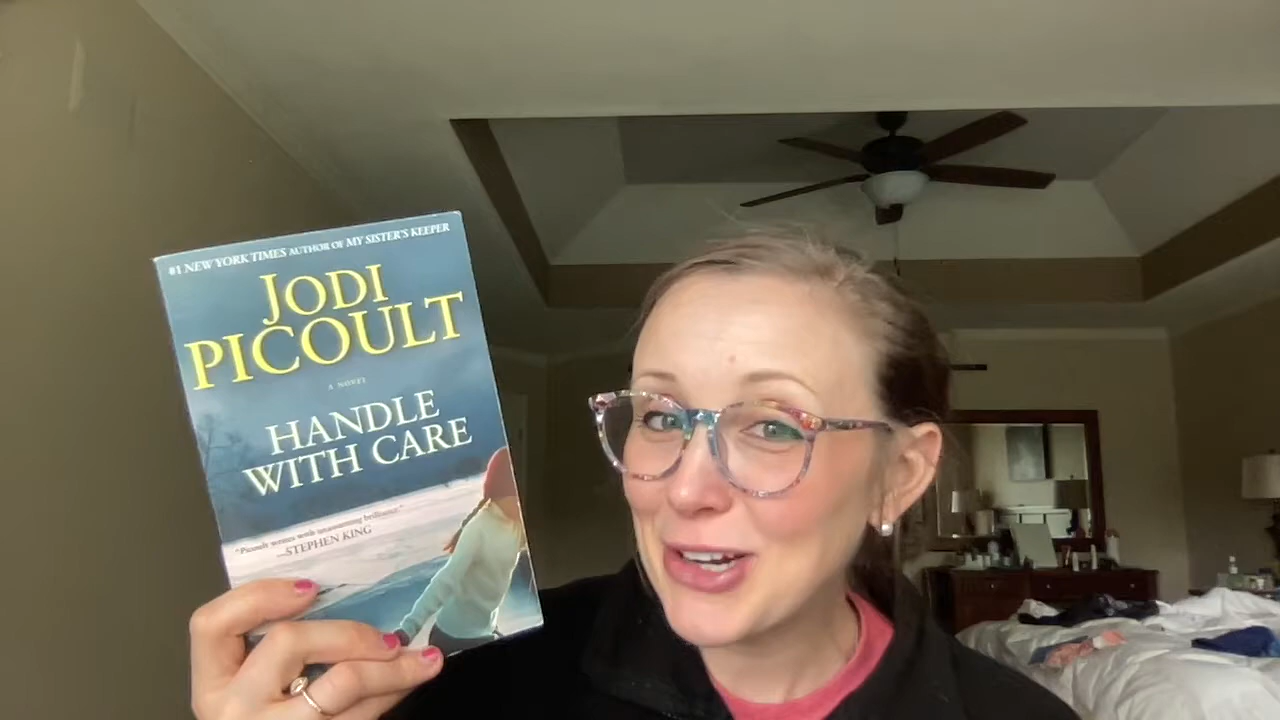 #1 NEW YORK TIMES AUTHOR OF MY SISTER'S KEEPER
JODI
PICOULT
A NOVEL
HANDLE
WITH CARE
"Picoult writes with unassuming brilliance."
—STEPHEN KING